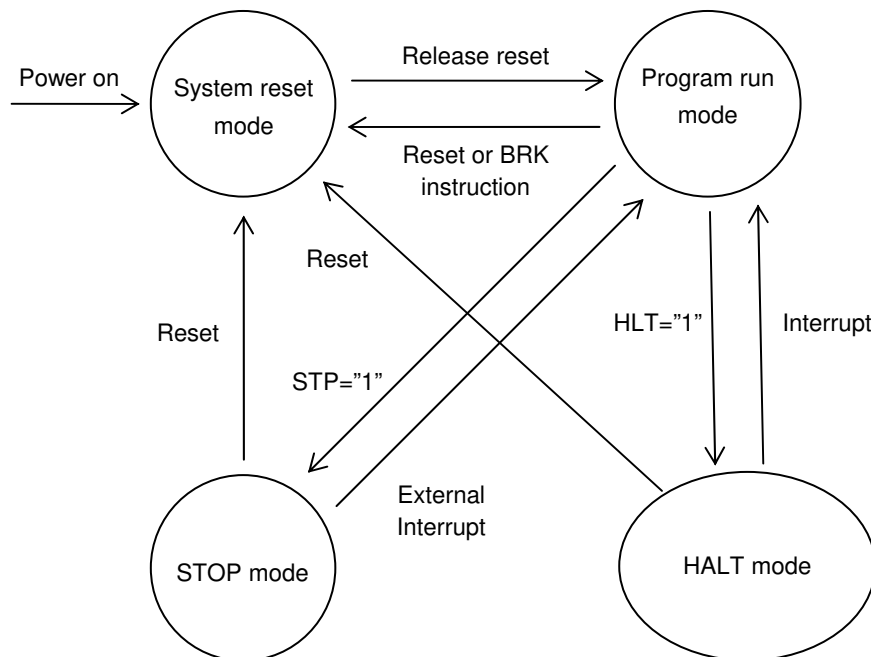 Power on
System reset
mode
Release reset
Program run
mode
Reset or BRK
instruction
Reset
Reset
HLT=”1”
Interrupt
STP=”1”
External
Interrupt
STOP mode
HALT mode